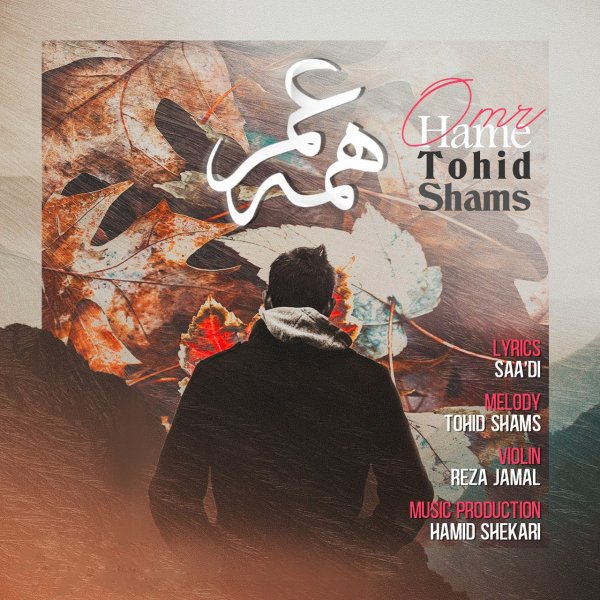 همه عمر
Omr
Hame
Tohid
Shams
LYRICS
SAA'DI
MELODY
TOHID SHAMS
VIOLIN
REZA JAMAL
MUSIC PRODUCTION
HAMID SHEKARI